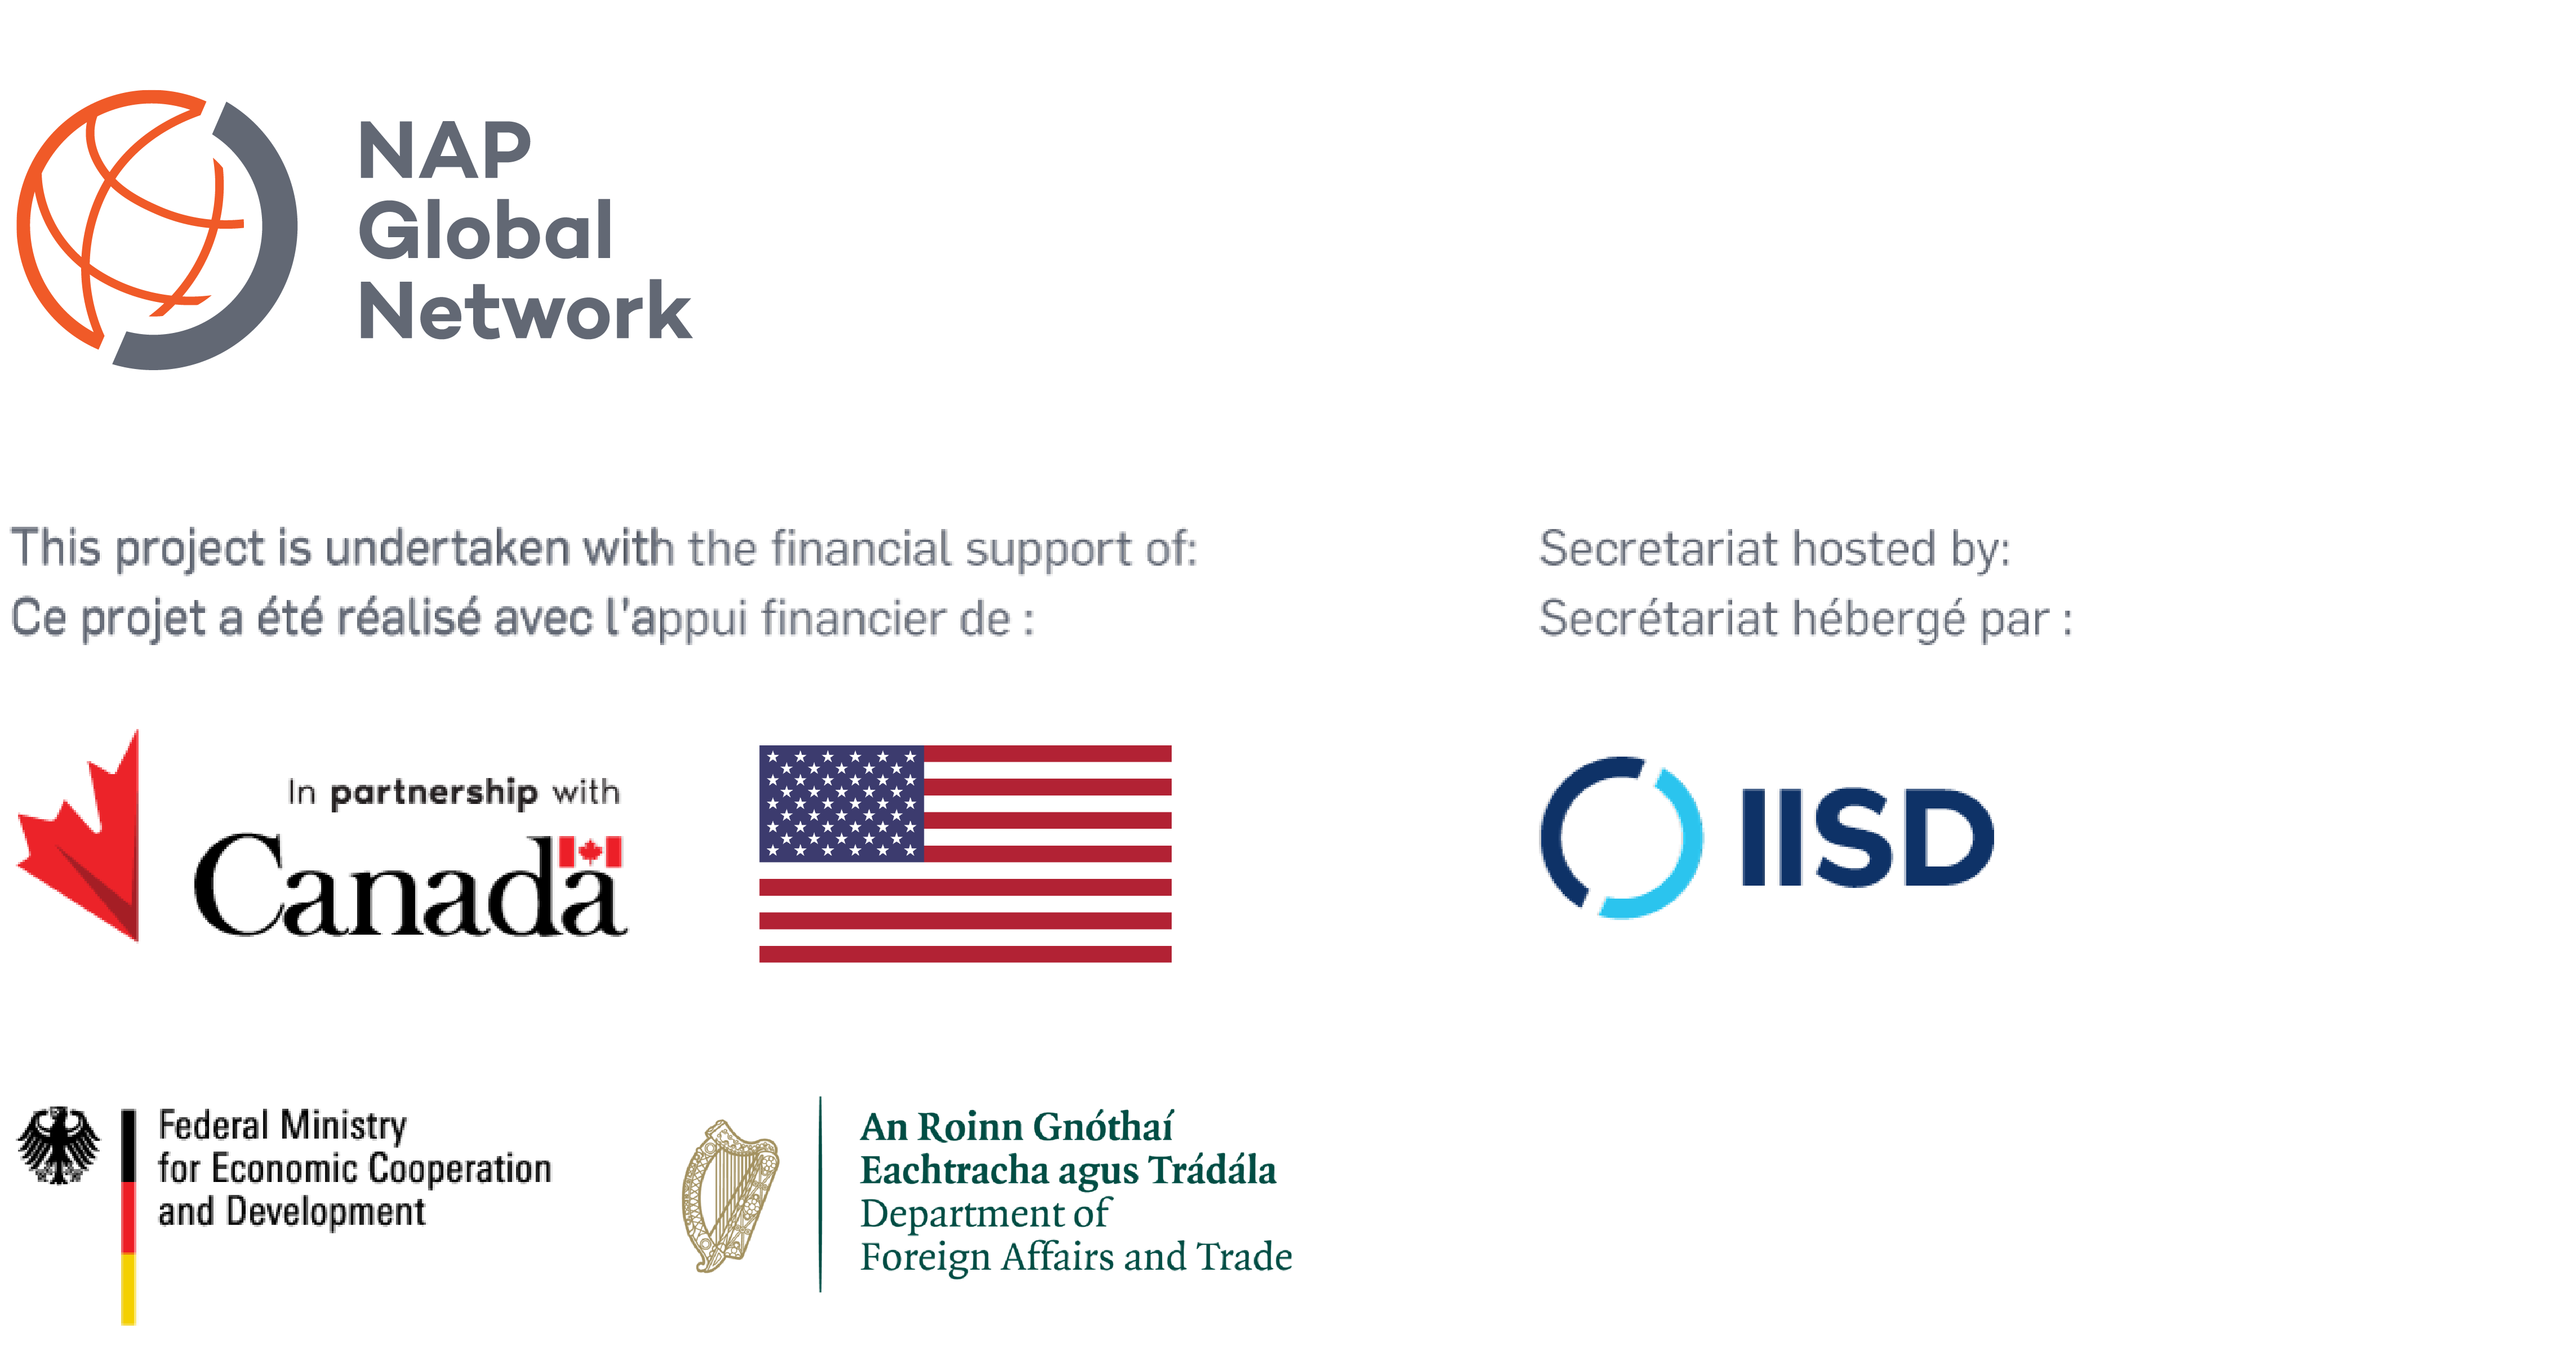 NAP
Global
Network
This project is undertaken with the financial support of:
Ce projet a été réalisé avec l'appui financier de :
Secretariat hosted by:
Secrétariat hébergé par :
In partnership with
Canada
IISD
Federal Ministry
for Economic Cooperation
and Development
An Roinn Gnóthaí
Eachtracha agus Trádála
Department of
Foreign Affairs and Trade